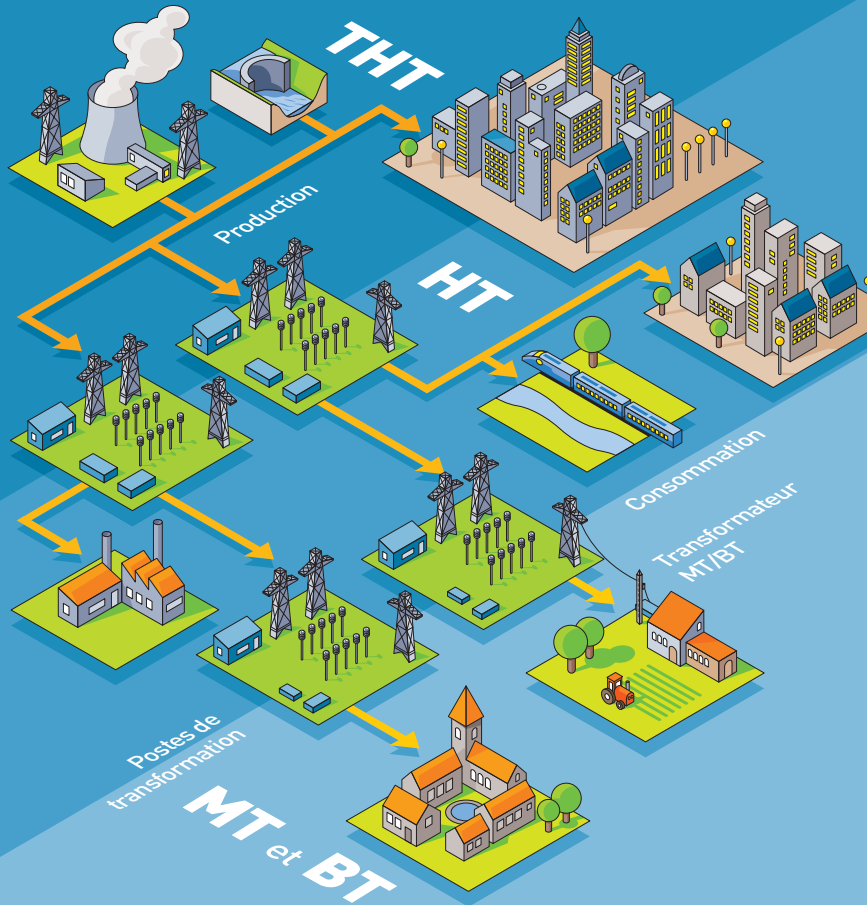 THT
Production
HT
Consommation
Transformateur
MT/BT
Postes de
transformation
MT et BT